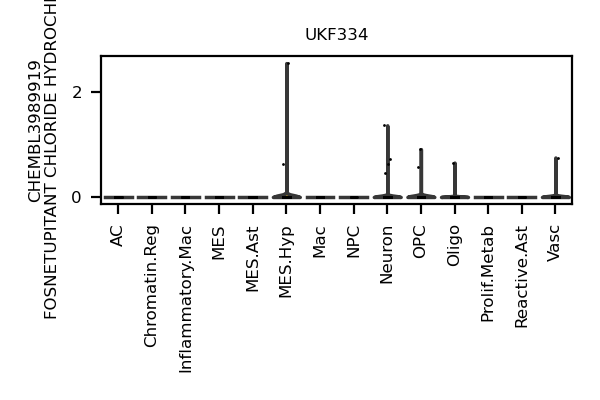 UKF334
CHEMBL3989919
FOSNETUPITANT CHLORIDE
2
0
AC
Chromatin.Reg
Inflammatory.Mac
MES
MES.Ast
MES.Hyp
Mac
NPC
Neuron
OPC
Oligo
Prolif.Metab
Reactive.Ast
Vasc